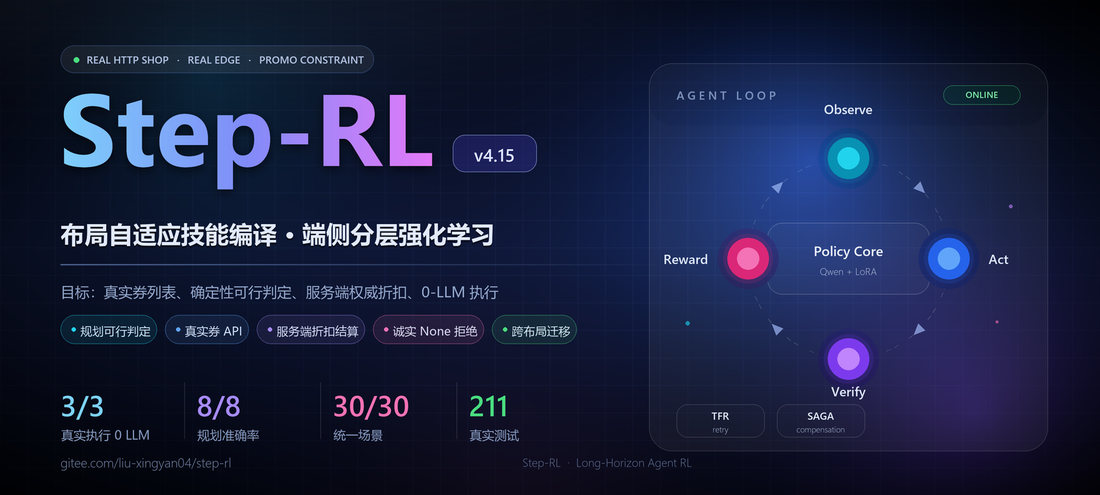 REAL HTTP SHOP · REAL EDGE · PROMO CONSTRAINT
Step-RL
v4.15
布局自适应技能编译 · 端侧分层强化学习
目标：真实券列表、确定性可行判定、服务端权威折扣、0-LLM 执行
规划可行判定
真实券 API
服务端折扣结算
诚实 None 拒绝
跨布局迁移
3/3
真实执行 0 LLM
8/8
规划准确率
30/30
统一场景
211
真实测试
gitee.com/liu-xingyan04/step-rl
Step-RL · Long-Horizon Agent RL
AGENT LOOP
ONLINE
Observe
Reward
Policy Core
Qwen + LoRA
Act
Verify
TFR
retry
SAGA
compensation